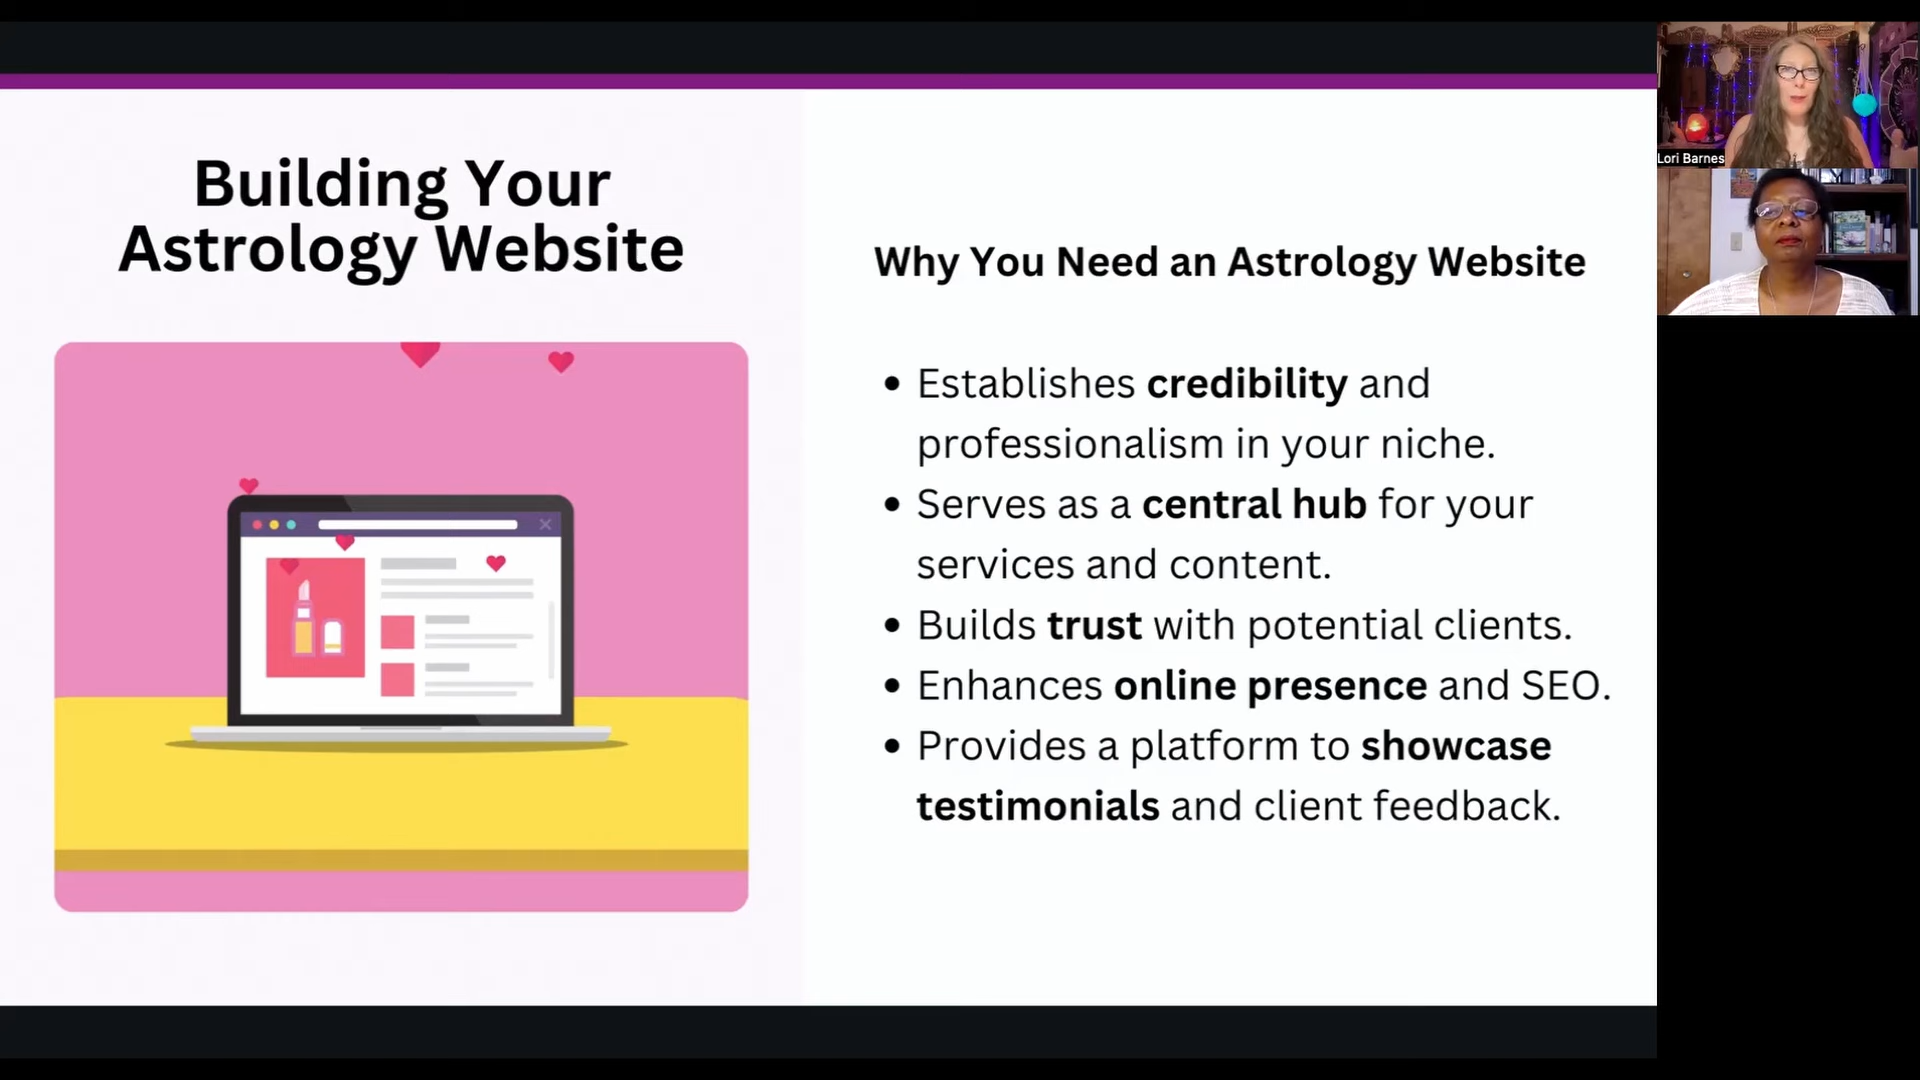 Building Your
Astrology Website
Why You Need an Astrology Website
• Establishes credibility and
professionalism in your niche.
• Serves as a central hub for your
services and content.
• Builds trust with potential clients.
• Enhances online presence and SEO.
• Provides a platform to showcase
testimonials and client feedback.
Lori Barnes